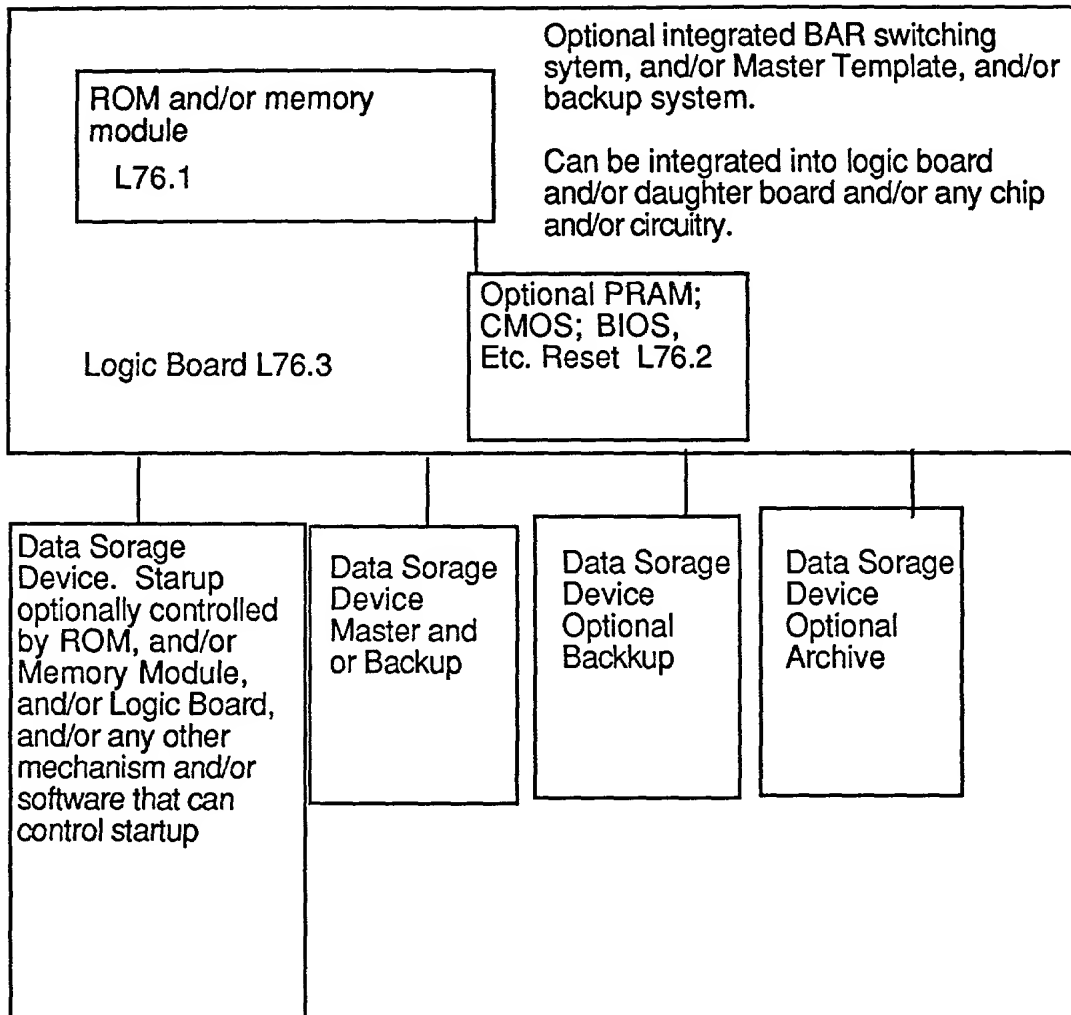 Optional integrated BAR switching
sytem, and/or Master Template, and/or
backup system.
Can be integrated into logic board
and/or daughter board and/or any chip
and/or circuitry.
ROM and/or memory
module
L76.1
Optional PRAM;
CMOS; BIOS,
Etc. Reset L76.2
Logic Board L76.3
Data Sorage
Device. Starup
optionally controlled
by ROM, and/or
Memory Module,
and/or Logic Board,
and/or any other
mechanism and/or
software that can
control startup
Data Sorage
Device
Master and
or Backup
Data Sorage
Device
Optional
Backkup
Data Sorage
Device
Optional
Archive